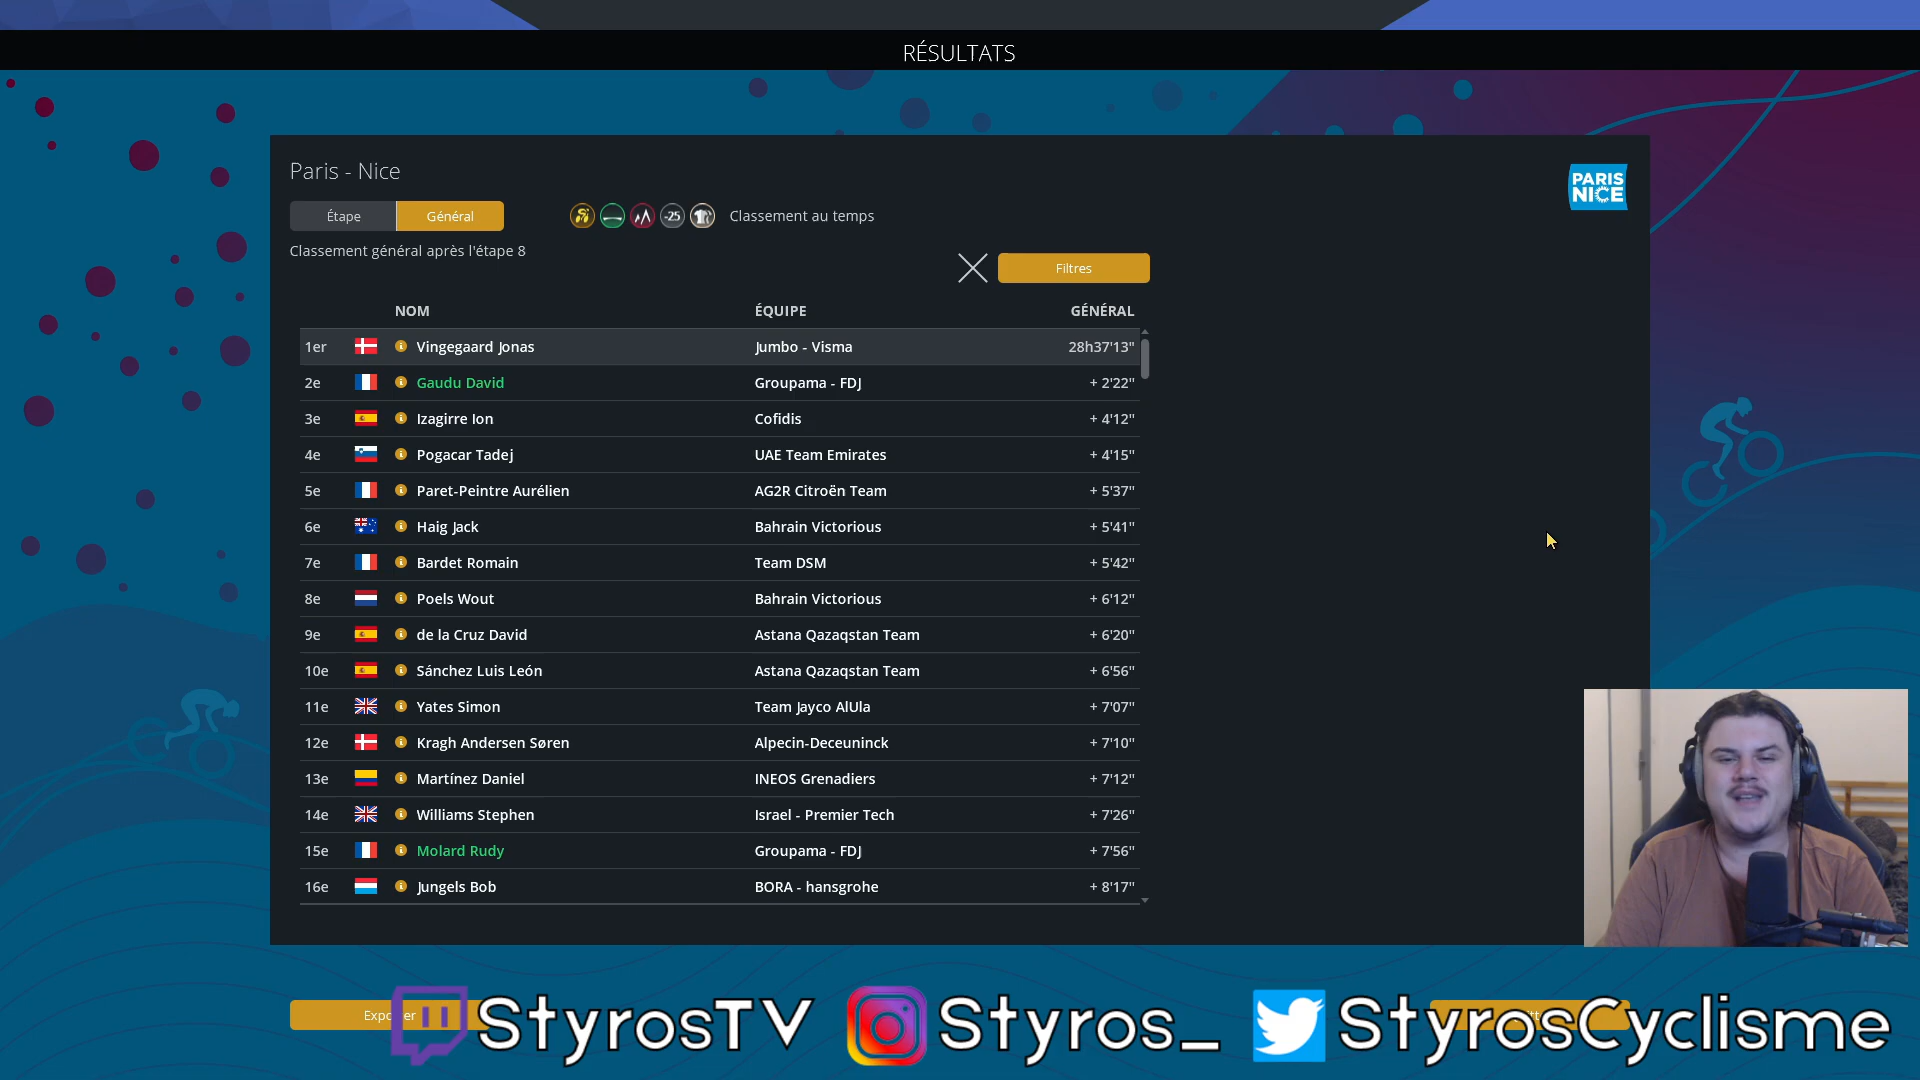 RÉSULTATS
Paris - Nice
PARIS
NICE
Étape Général -25 Classement au temps
Classement général après l'étape 8
Filtres
NOM ÉQUIPE GÉNÉRAL
1er Vingegaard Jonas Jumbo - Visma 28h37'13"
2e Gaudu David Groupama - FDJ + 2'22"
3e Izagirre Ion Cofidis + 4'12"
4e Pogacar Tadej UAE Team Emirates + 4'15"
5e Paret-Peintre Aurélien AG2R Citroën Team + 5'37"
6e Haig Jack Bahrain Victorious + 5'41"
7e Bardet Romain Team DSM + 5'42"
8e Poels Wout Bahrain Victorious + 6'12"
9e de la Cruz David Astana Qazaqstan Team + 6'20"
10e Sánchez Luis León Astana Qazaqstan Team + 6'56"
11e Yates Simon Team Jayco AlUla + 7'07"
12e Kragh Andersen Søren Alpecin-Deceuninck + 7'10"
13e Martínez Daniel INEOS Grenadiers + 7'12"
14e Williams Stephen Israel - Premier Tech + 7'26"
15e Molard Rudy Groupama - FDJ + 7'56"
16e Jungels Bob BORA - hansgrohe + 8'17"
StyrosTV Styros_ StyrosCyclisme